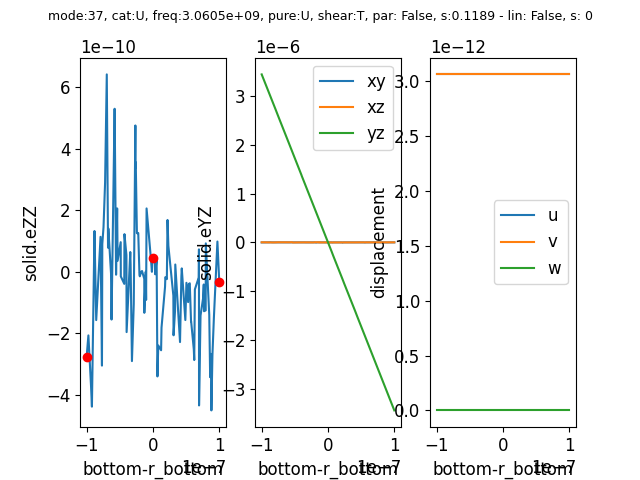 mode:37, cat:U, freq:3.0605e+09, pure:U, shear:T, par: False, s:0.1189 - lin: False, s: 0
1e−10
6
4
2
0
−2
−4
solid.eZZ
−1
0
1
1e−7
bottom-r_bottom
1e−6
3
2
1
0
−1
−2
−3
solid.eYZ
xy
xz
yz
−1
0
1
1e−7
bottom-r_bottom
1e−12
3.0
2.5
2.0
1.5
1.0
0.5
0.0
displacement
u
v
w
−1
0
1
1e−7
bottom-r_bottom